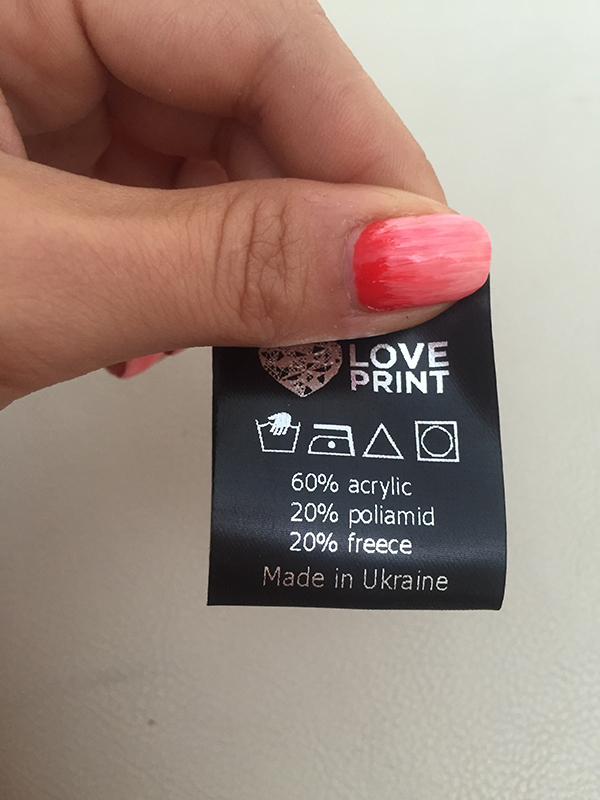 LOVE
PRINT
60% acrylic
20% poliamid
20% freece
Made in Ukraine